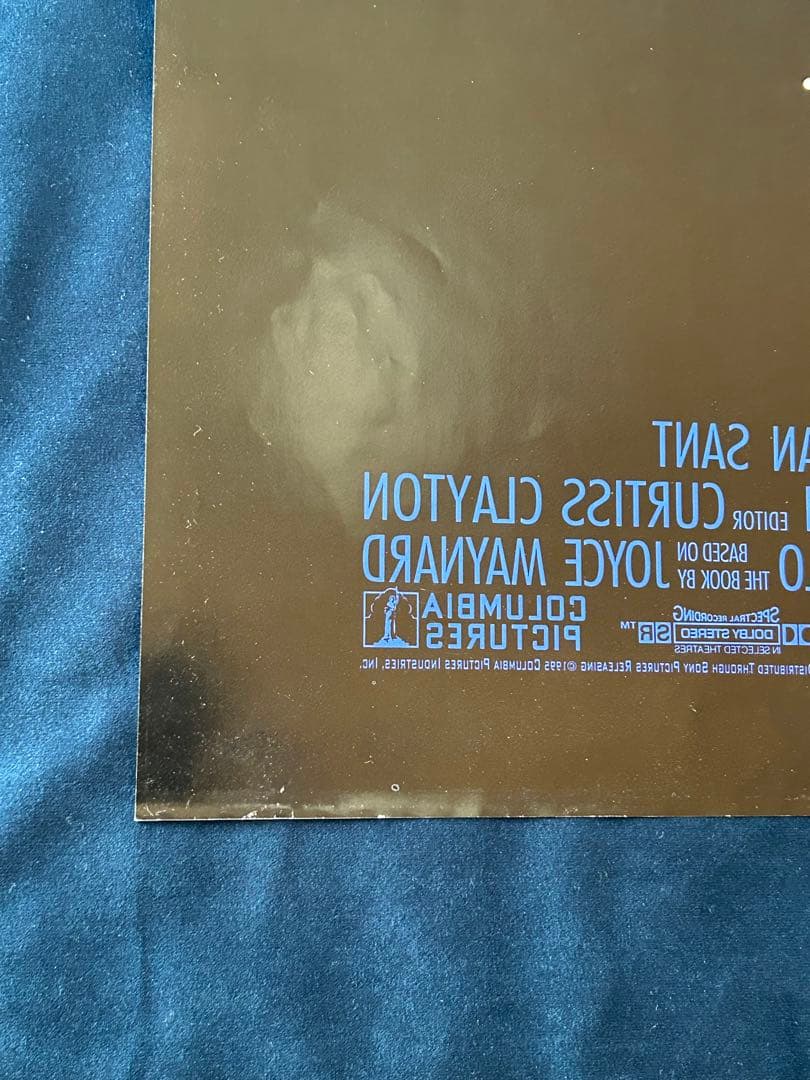 AN SANT
EDITOR CURTISS CLAYTON
BASED ON THE BOOK BY JOYCE MAYNARD
SPECTRAL RECORDING
DOLBY STEREO SR™
IN SELECTED THEATRES
COLUMBIA
PICTURES
DISTRIBUTED THROUGH SONY PICTURES RELEASING ©1995 COLUMBIA PICTURES INDUSTRIES, INC.